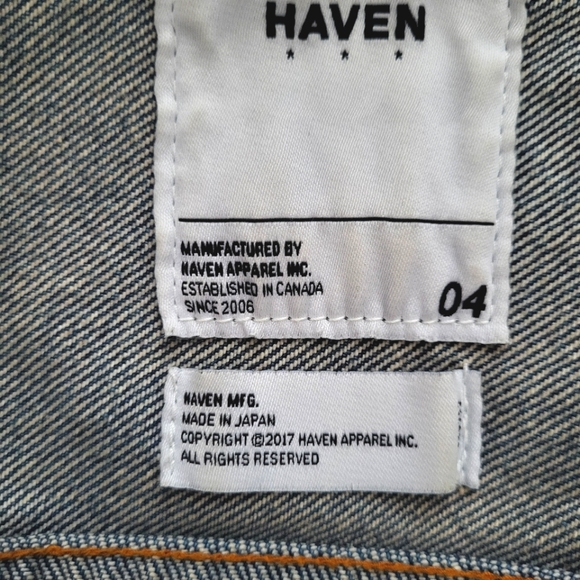 HAVEN
* * *
MANUFACTURED BY
HAVEN APPAREL INC.
ESTABLISHED IN CANADA
SINCE 2006
04
HAVEN MFG.
MADE IN JAPAN
COPYRIGHT ©2017 HAVEN APPAREL INC.
ALL RIGHTS RESERVED